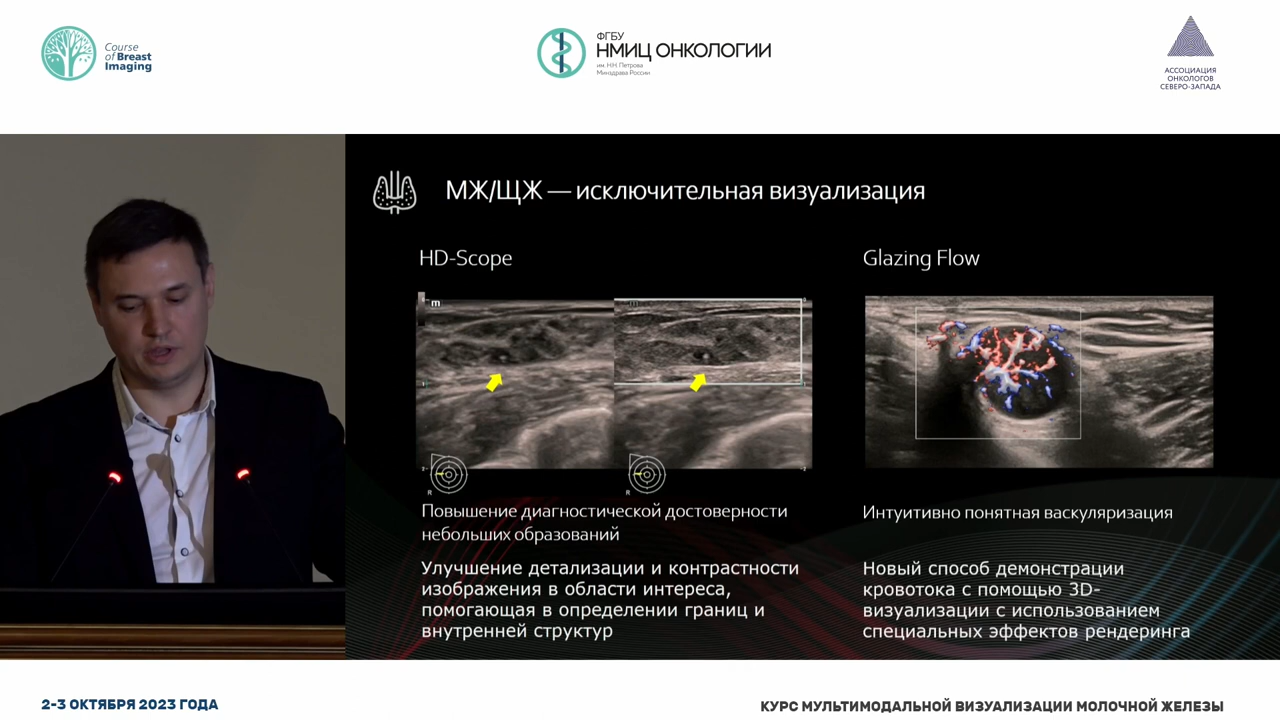 Course
of Breast
Imaging
ФГБУ
НМИЦ ОНКОЛОГИИ
им. Н.Н. Петрова
Минздрава России
АССОЦИАЦИЯ
ОНКОЛОГОВ
СЕВЕРО-ЗАПАДА
МЖ/ЩЖ — исключительная визуализация
HD-Scope
Glazing Flow
m
R
R
Повышение диагностической достоверности
небольших образований
Улучшение детализации и контрастности
изображения в области интереса,
помогающая в определении границ и
внутренней структур
Интуитивно понятная васкуляризация
Новый способ демонстрации
кровотока с помощью 3D-
визуализации с использованием
специальных эффектов рендеринга
2-3 ОКТЯБРЯ 2023 ГОДА
КУРС МУЛЬТИМОДАЛЬНОЙ ВИЗУАЛИЗАЦИИ МОЛОЧНОЙ ЖЕЛЕЗЫ